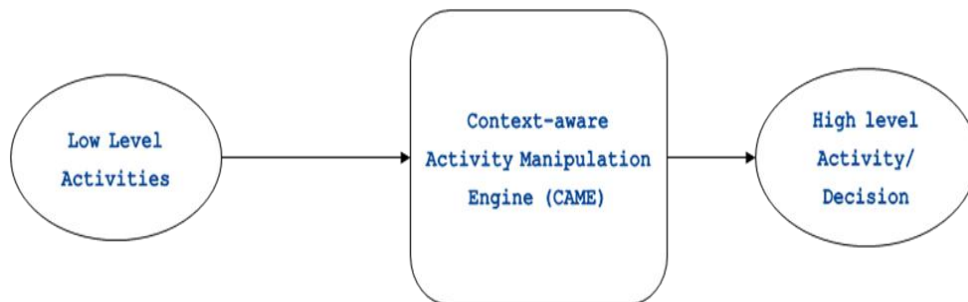 Low Level
Activities
Context-aware
Activity Manipulation
Engine (CAME)
High level
Activity/
Decision